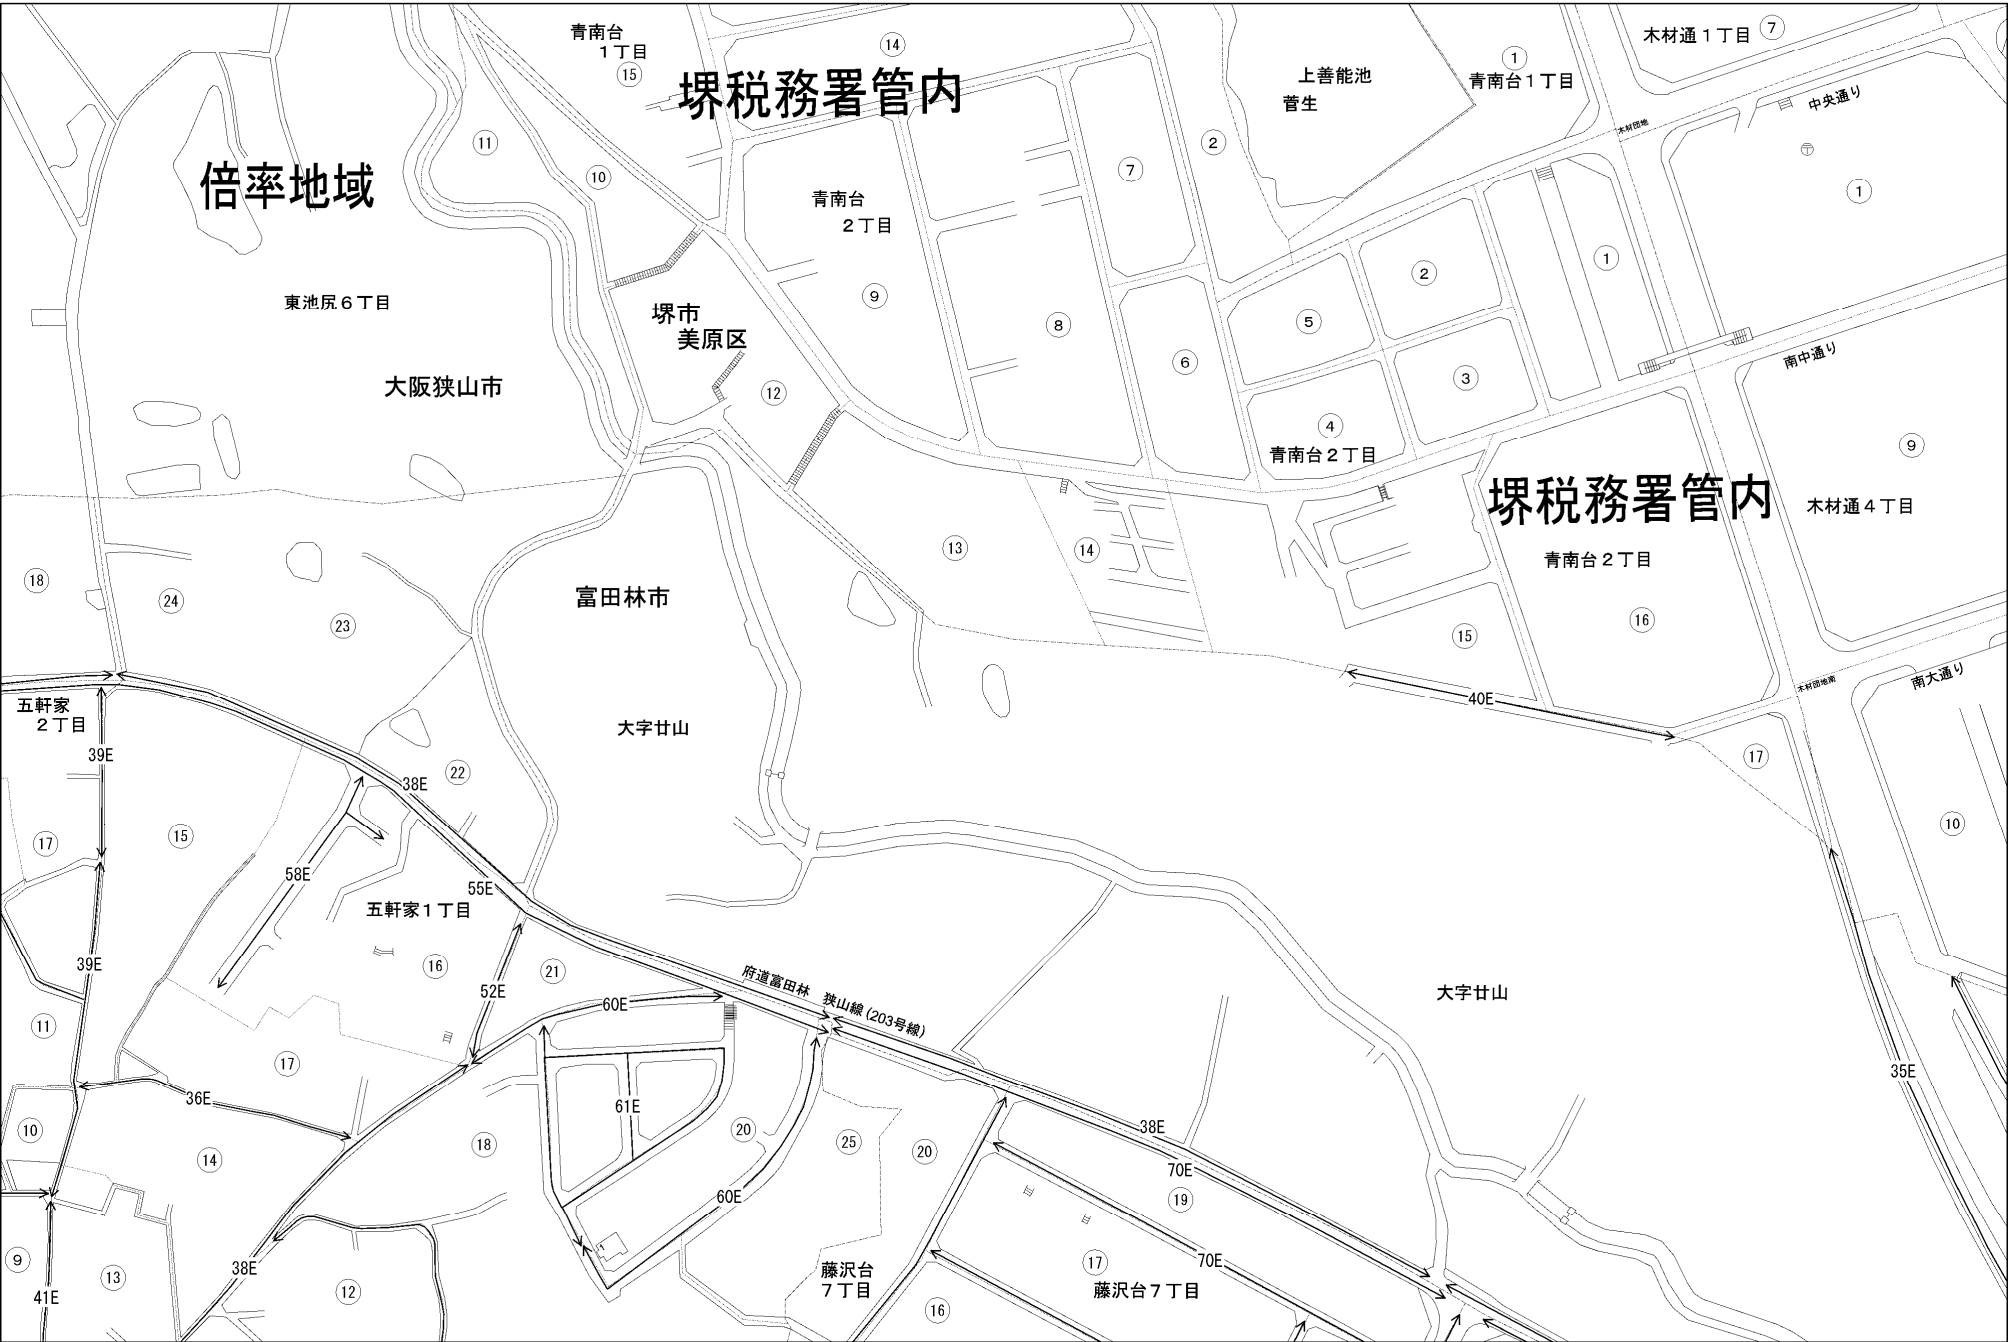 青南台
1丁目
⑮
⑭
堺税務署管内
上善能池
菅生
①
青南台1丁目
木材通1丁目
⑦
中央通り
木材団地
〒
①
倍率地域
⑪
⑩
②
⑦
青南台
2丁目
東池尻6丁目
堺市
美原区
⑨
⑧
⑥
⑤
②
①
③
④
青南台2丁目
南中通り
大阪狭山市
⑫
⑨
堺税務署管内
木材通4丁目
青南台2丁目
⑬
⑭
⑱
㉔
㉓
富田林市
⑯
⑮
木材団地南
南大通り
40E
五軒家
2丁目
39E
大字廿山
⑰
㉒
38E
⑰
⑮
⑩
58E
55E
五軒家1丁目
39E
⑯
㉑
52E
60E
府道富田林 狭山線(203号線)
大字廿山
⑪
⑰
35E
36E
61E
⑩
⑭
⑱
⑳
㉕
⑳
38E
70E
⑲
60E
⑨
⑬
38E
⑫
41E
藤沢台
7丁目
⑰
70E
藤沢台7丁目
⑯